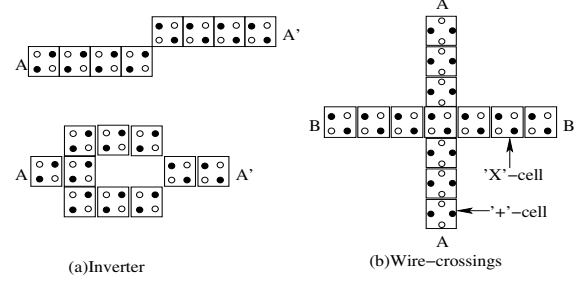 A
A'
A
A'
(a)Inverter
A
B
B
'X'−cell
'+'−cell
A
(b)Wire−crossings